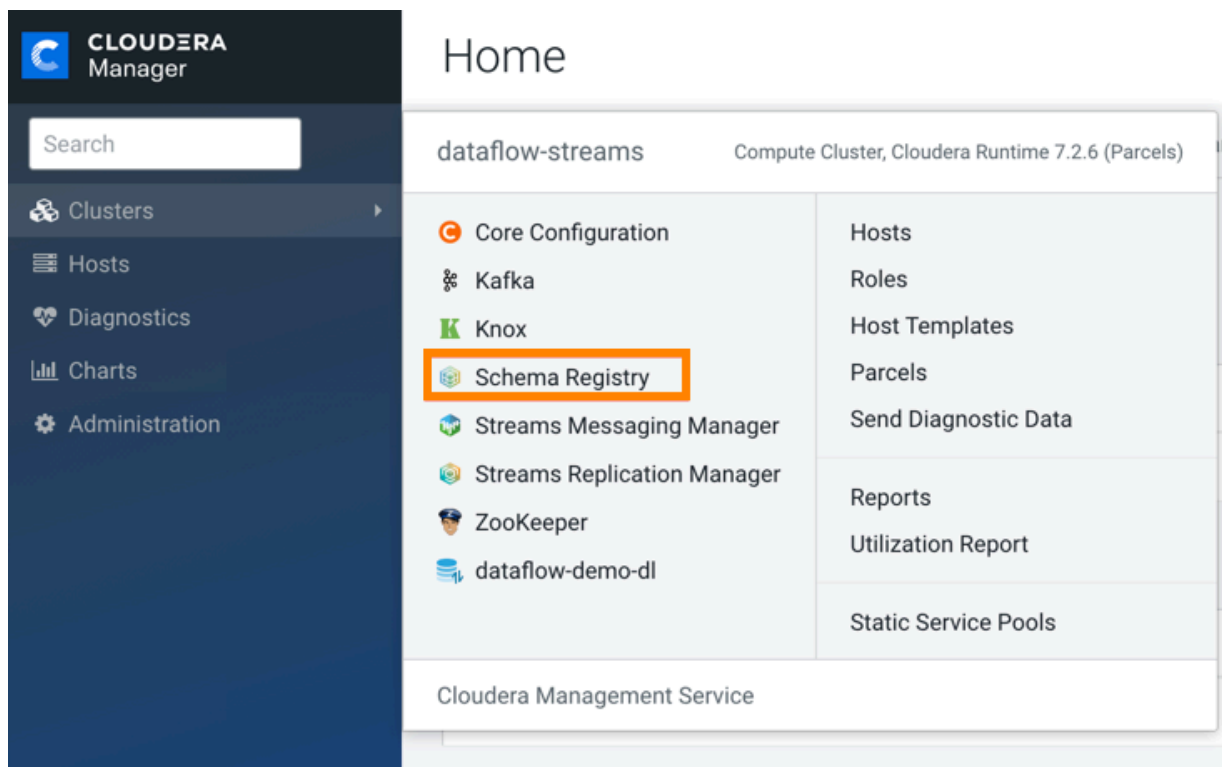 CLOUDERA
Manager
Home
Search
Clusters
Hosts
Diagnostics
Charts
Administration
dataflow-streams
Compute Cluster, Cloudera Runtime 7.2.6 (Parcels)
Core Configuration
Kafka
Knox
Schema Registry
Streams Messaging Manager
Streams Replication Manager
ZooKeeper
dataflow-demo-dl
Hosts
Roles
Host Templates
Parcels
Send Diagnostic Data
Reports
Utilization Report
Static Service Pools
Cloudera Management Service